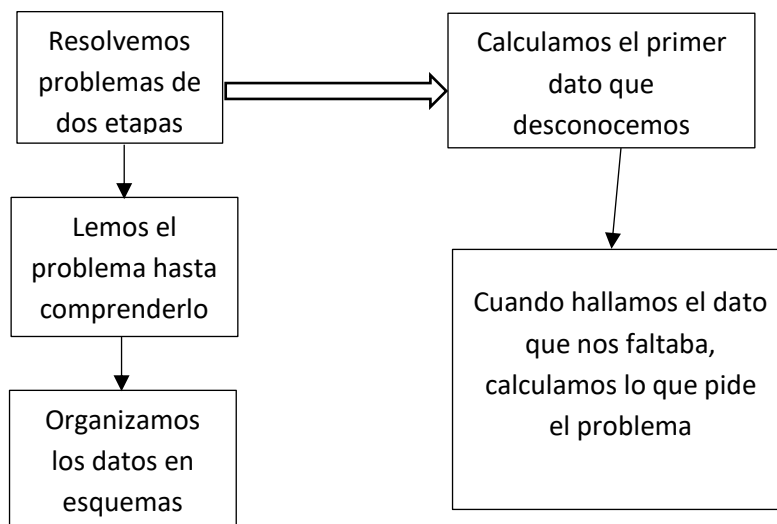 Resolvemos
problemas de
dos etapas
Lemos el
problema hasta
comprenderlo
Organizamos
los datos en
esquemas
Calculamos el primer
dato que
desconocemos
Cuando hallamos el dato
que nos faltaba,
calculamos lo que pide
el problema